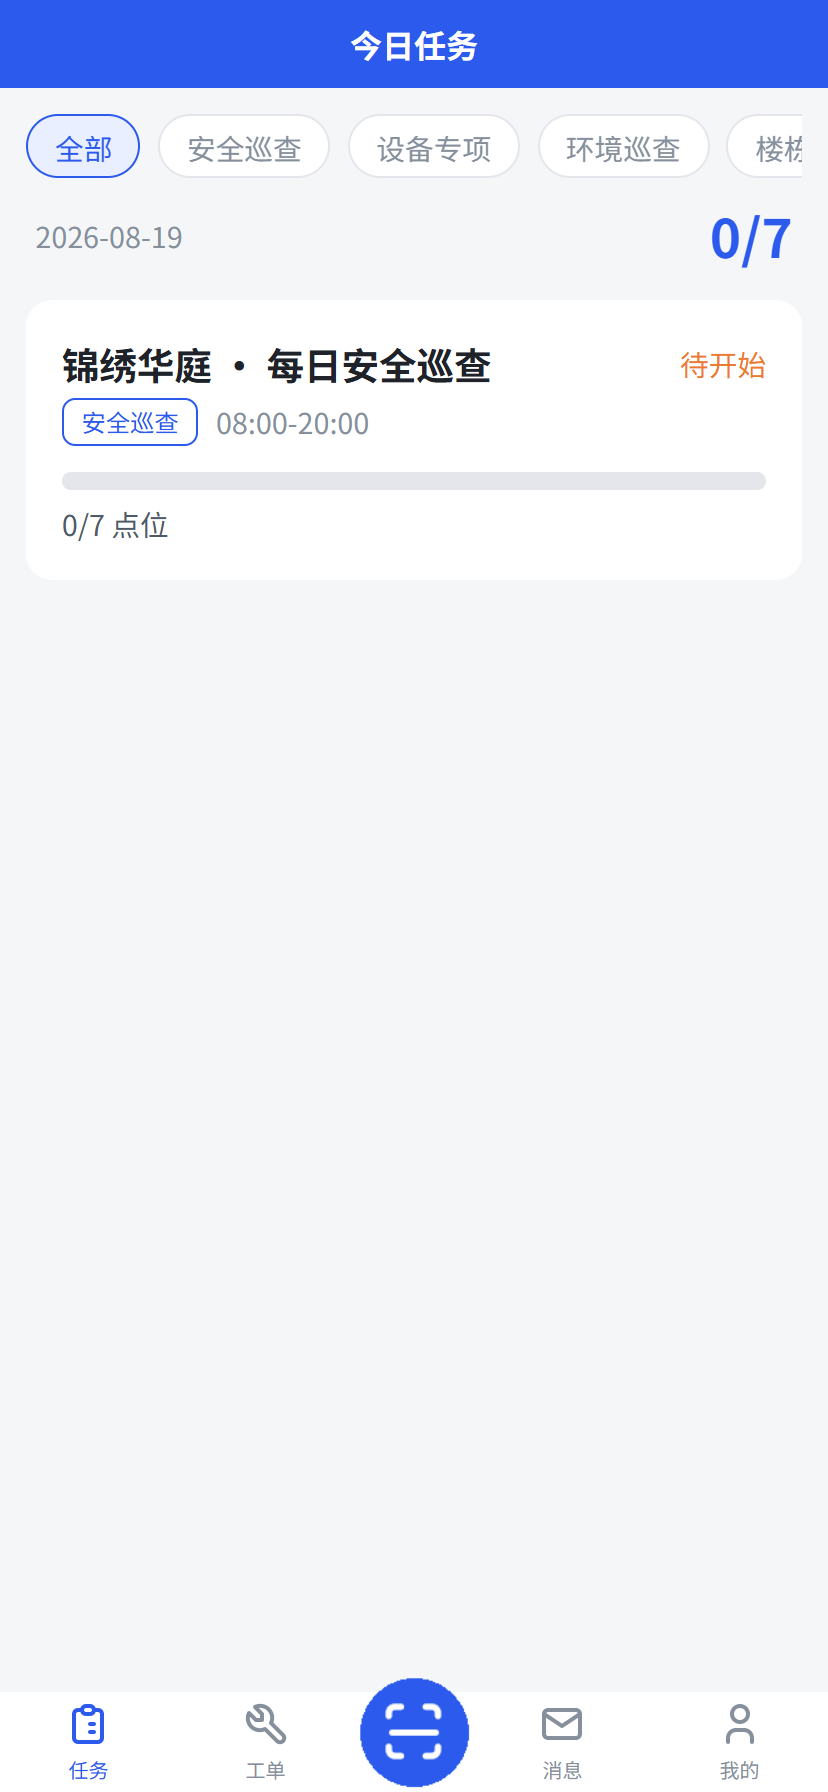 今日任务
全部 安全巡查 设备专项 环境巡查 楼栋
2026-08-19 0/7
锦绣华庭 · 每日安全巡查 待开始
安全巡查 08:00-20:00
0/7 点位
任务 工单 消息 我的